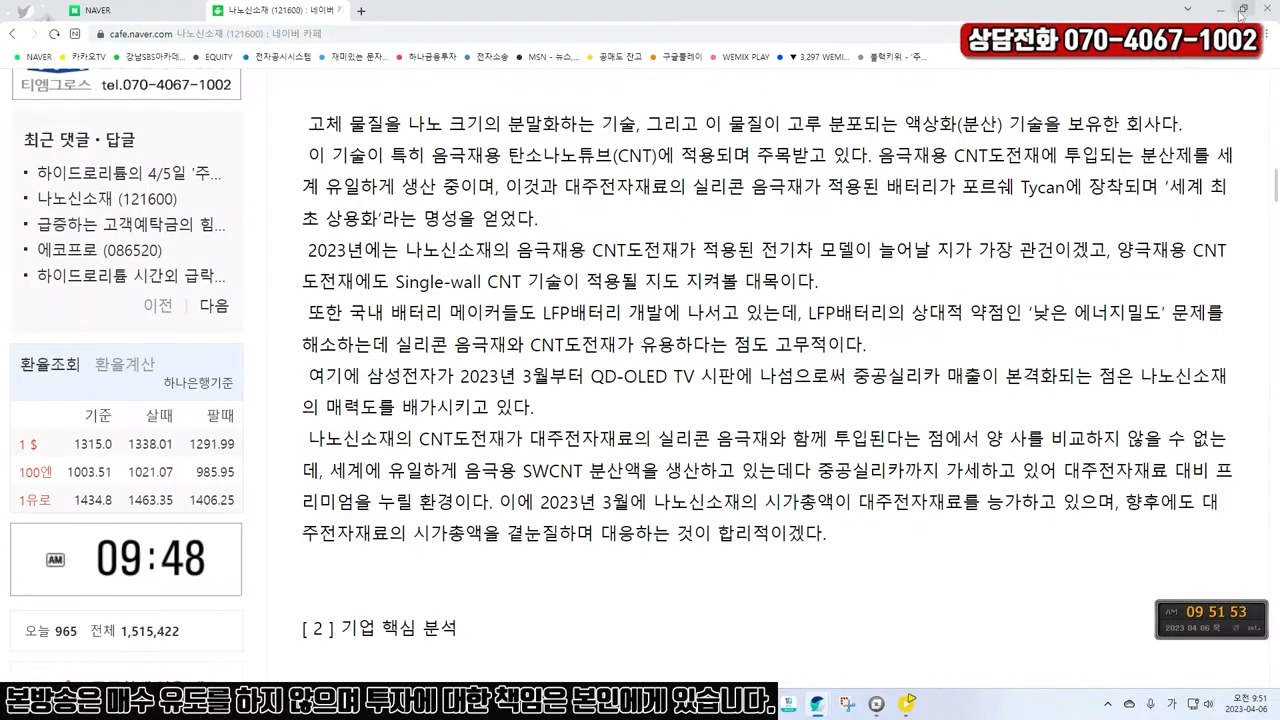 NAVER
나노신소재 (121600) : 네이버 카페
cafe.naver.com 나노신소재 (121600) : 네이버 카페
상담전화 070-4067-1002
NAVER
카카오TV
강남SBS아카데...
EQUITY
전자공시시스템
재미있는 문자...
하나금융투자
전자소송
MSN - 뉴스,...
공매도 잔고
구글플레이
WEMIX PLAY
▼ 3,297 WEMI...
블랙키위 - '주...
티엠그로스 tel.070-4067-1002
최근 댓글 · 답글
하이드로리튬의 4/5일 '주...
나노신소재 (121600)
급증하는 고객예탁금의 힘...
에코프로 (086520)
하이드로리튬 시간외 급락...
이전 다음
환율조회 환율계산
하나은행기준
기준 살때 팔때
1 $ 1315.0 1338.01 1291.99
100엔 1003.51 1021.07 985.95
1유로 1434.8 1463.35 1406.25
AM 09:48
오늘 965 전체 1,515,422
고체 물질을 나노 크기의 분말화하는 기술, 그리고 이 물질이 고루 분포되는 액상화(분산) 기술을 보유한 회사다.
이 기술이 특히 음극재용 탄소나노튜브(CNT)에 적용되며 주목받고 있다. 음극재용 CNT도전재에 투입되는 분산제를 세
계 유일하게 생산 중이며, 이것과 대주전자재료의 실리콘 음극재가 적용된 배터리가 포르쉐 Tycan에 장착되며 ‘세계 최
초 상용화’라는 명성을 얻었다.
2023년에는 나노신소재의 음극재용 CNT도전재가 적용된 전기차 모델이 늘어날 지가 가장 관건이겠고, 양극재용 CNT
도전재에도 Single-wall CNT 기술이 적용될 지도 지켜볼 대목이다.
또한 국내 배터리 메이커들도 LFP배터리 개발에 나서고 있는데, LFP배터리의 상대적 약점인 ‘낮은 에너지밀도’ 문제를
해소하는데 실리콘 음극재와 CNT도전재가 유용하다는 점도 고무적이다.
여기에 삼성전자가 2023년 3월부터 QD-OLED TV 시판에 나섬으로써 중공실리카 매출이 본격화되는 점은 나노신소재
의 매력도를 배가시키고 있다.
나노신소재의 CNT도전재가 대주전자재료의 실리콘 음극재와 함께 투입된다는 점에서 양 사를 비교하지 않을 수 없는
데, 세계에 유일하게 음극용 SWCNT 분산액을 생산하고 있는데다 중공실리카까지 가세하고 있어 대주전자재료 대비 프
리미엄을 누릴 환경이다. 이에 2023년 3월에 나노신소재의 시가총액이 대주전자재료를 능가하고 있으며, 향후에도 대
주전자재료의 시가총액을 곁눈질하며 대응하는 것이 합리적이겠다.
[ 2 ] 기업 핵심 분석
AM 09 51 53
2023 04 06 목
본방송은 매수 유도를 하지 않으며 투자에 대한 책임은 본인에게 있습니다.
가
오전 9:51
2023-04-06